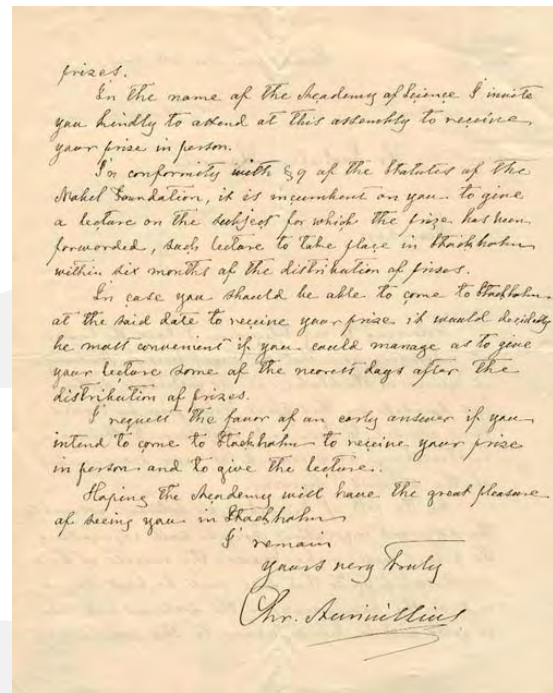 prizes.
In the name of the Academy of Science I invite
you kindly to attend at this assembly to receive
your prize in person.
In conformity with § 9 of the Statutes of the
Nobel Foundation, it is incumbent on you to give
a lecture on the subject for which the prize has been
forwarded, such lecture to take place in Stockholm
within six months of the distribution of prizes.
In case you should be able to come to Stockholm
at the said date to receive your prize it would decidedly
be most convenient if you could manage as to give
your lecture some of the nearest days after the
distribution of prizes.
I request the favor of an early answer if you
intend to come to Stockholm to receive your prize
in person and to give the lecture.
Hoping the Academy will have the great pleasure
of seeing you in Stockholm
I remain
yours very truly
Chr. Aurivillius